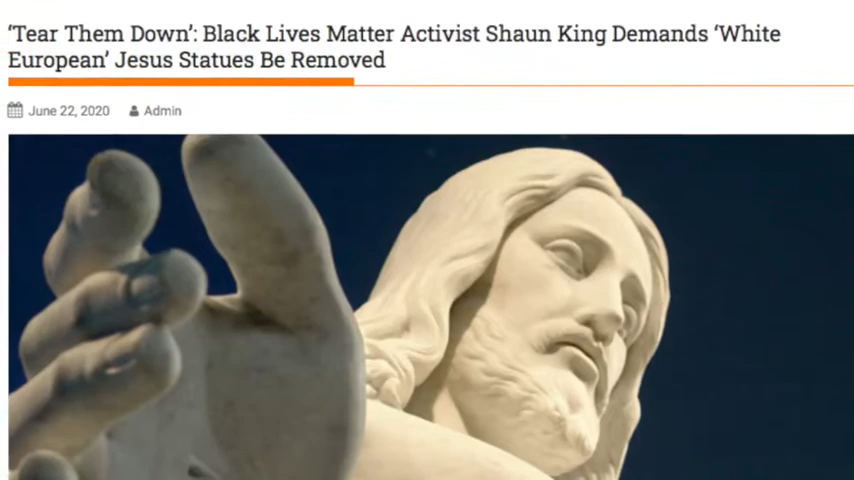 ‘Tear Them Down’: Black Lives Matter Activist Shaun King Demands ‘White
European’ Jesus Statues Be Removed
June 22, 2020 Admin